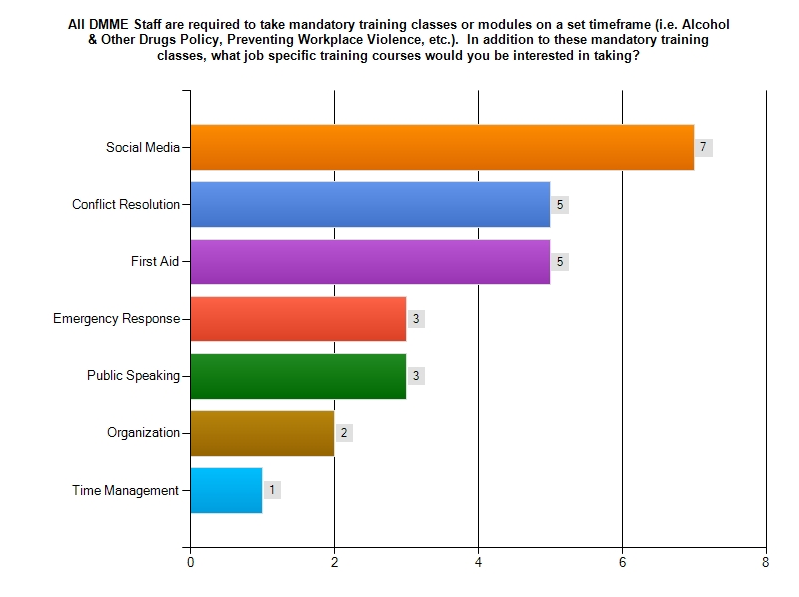 All DMME Staff are required to take mandatory training classes or modules on a set timeframe (i.e. Alcohol
& Other Drugs Policy, Preventing Workplace Violence, etc.).  In addition to these mandatory training
classes, what job specific training courses would you be interested in taking?
Social Media 7
Conflict Resolution 5
First Aid 5
Emergency Response 3
Public Speaking 3
Organization 2
Time Management 1
0 2 4 6 8